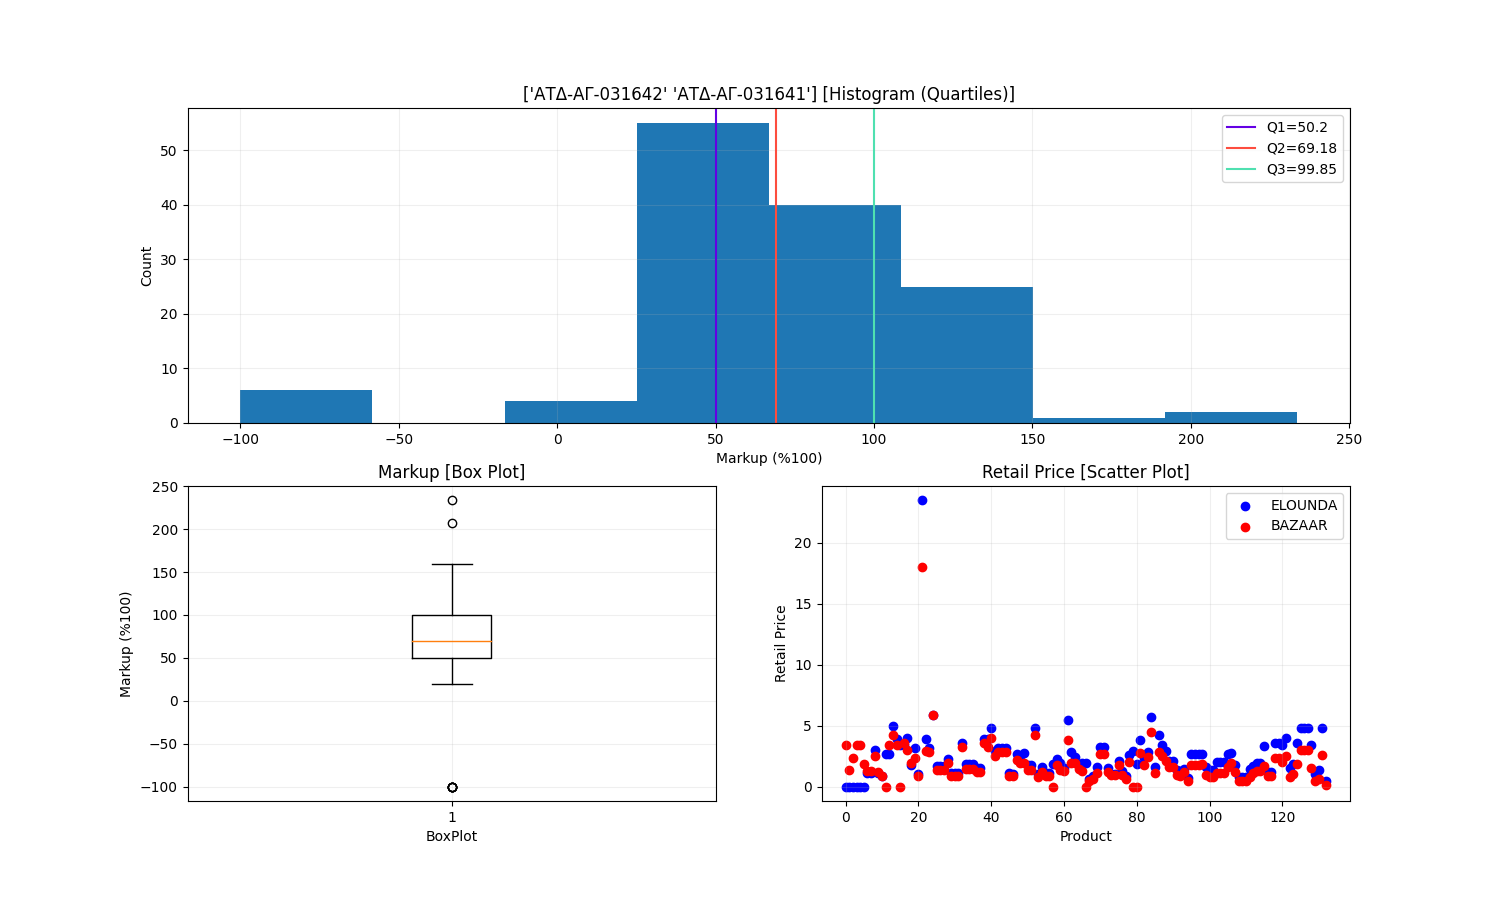 ['ΑΤΔ-ΑΓ-031642' 'ΑΤΔ-ΑΓ-031641'] [Histogram (Quartiles)]
Q1=50.2
Q2=69.18
Q3=99.85
Count
50
40
30
20
10
0
−100
−50
0
50
100
150
200
250
Markup (%100)
Markup [Box Plot]
Markup (%100)
250
200
150
100
50
0
−50
−100
1
BoxPlot
Retail Price [Scatter Plot]
ELOUNDA
BAZAAR
Retail Price
20
15
10
5
0
0
20
40
60
80
100
120
Product